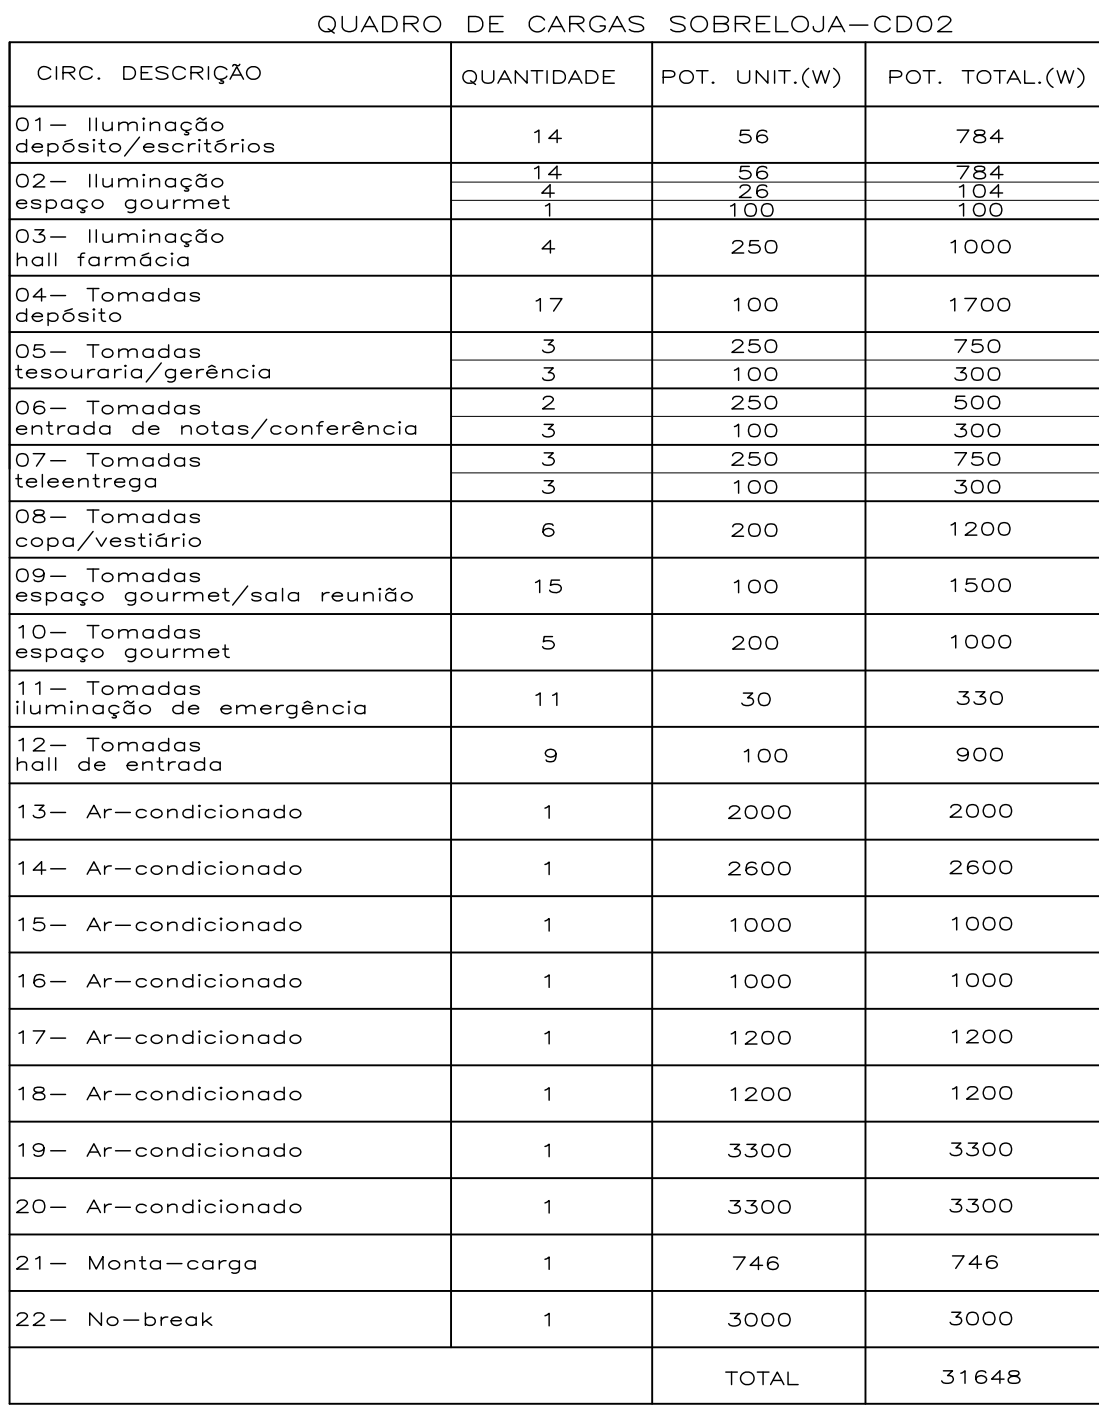 QUADRO DE CARGAS SOBRELOJA-CD02
CIRC. DESCRIÇÃO QUANTIDADE POT. UNIT.(W) POT. TOTAL.(W)
01- Iluminação
depósito/escritórios 14 56 784
02- Iluminação 14 56 784
espaço gourmet 4 26 104
1 100 100
03- Iluminação
hall farmácia 4 250 1000
04- Tomadas
depósito 17 100 1700
05- Tomadas 3 250 750
tesouraria/gerência 3 100 300
06- Tomadas 2 250 500
entrada de notas/conferência 3 100 300
07- Tomadas 3 250 750
teleentrega 3 100 300
08- Tomadas
copa/vestiário 6 200 1200
09- Tomadas
espaço gourmet/sala reunião 15 100 1500
10- Tomadas
espaço gourmet 5 200 1000
11- Tomadas
iluminação de emergência 11 30 330
12- Tomadas
hall de entrada 9 100 900
13- Ar-condicionado 1 2000 2000
14- Ar-condicionado 1 2600 2600
15- Ar-condicionado 1 1000 1000
16- Ar-condicionado 1 1000 1000
17- Ar-condicionado 1 1200 1200
18- Ar-condicionado 1 1200 1200
19- Ar-condicionado 1 3300 3300
20- Ar-condicionado 1 3300 3300
21- Monta-carga 1 746 746
22- No-break 1 3000 3000
TOTAL 31648